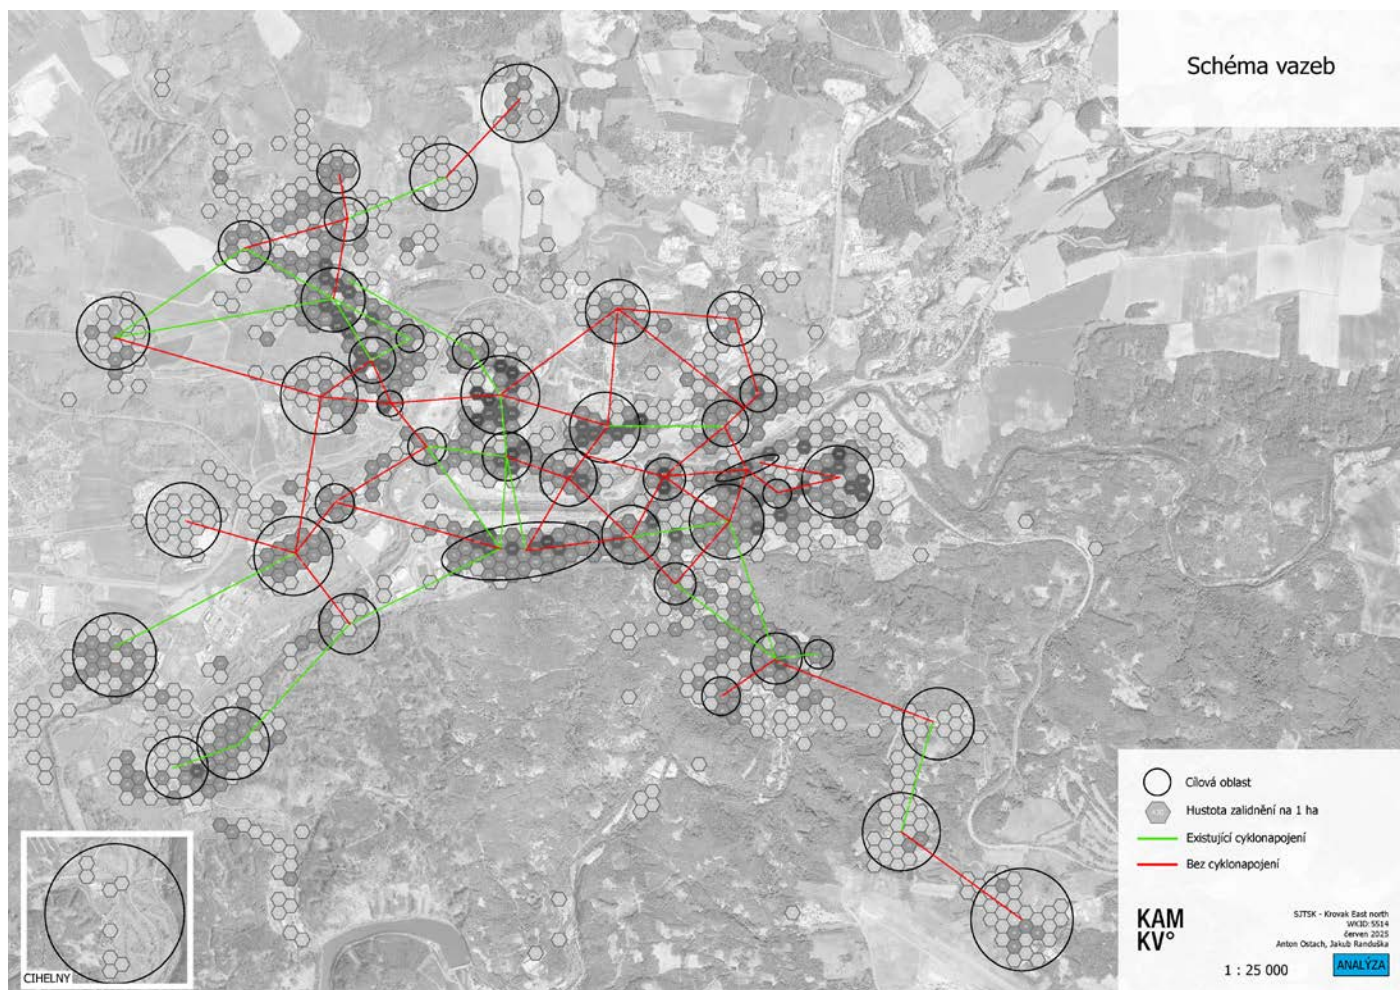 Schéma vazeb
Cílová oblast
Hustota zalidnění na 1 ha
Existující cyklonapojení
Bez cyklonapojení
KAM
KV°
SJTSK - Krovak East north
WKID: 5514
červen 2025
Anton Ostach, Jakub Randuška
1 : 25 000
ANALÝZA
CIHELNY